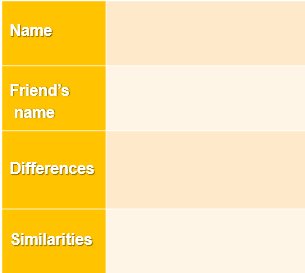 Name
Friend's
name
Differences
Similarities